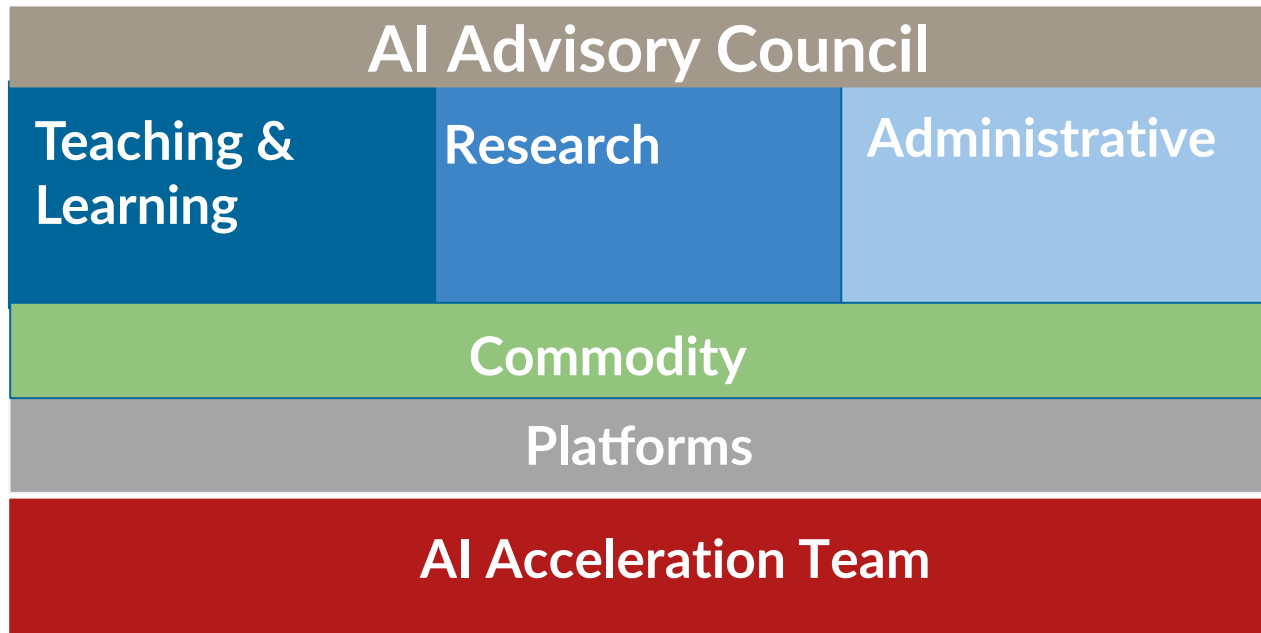 AI Advisory Council
Teaching &
Learning
Research
Administrative
Commodity
Platforms
AI Acceleration Team